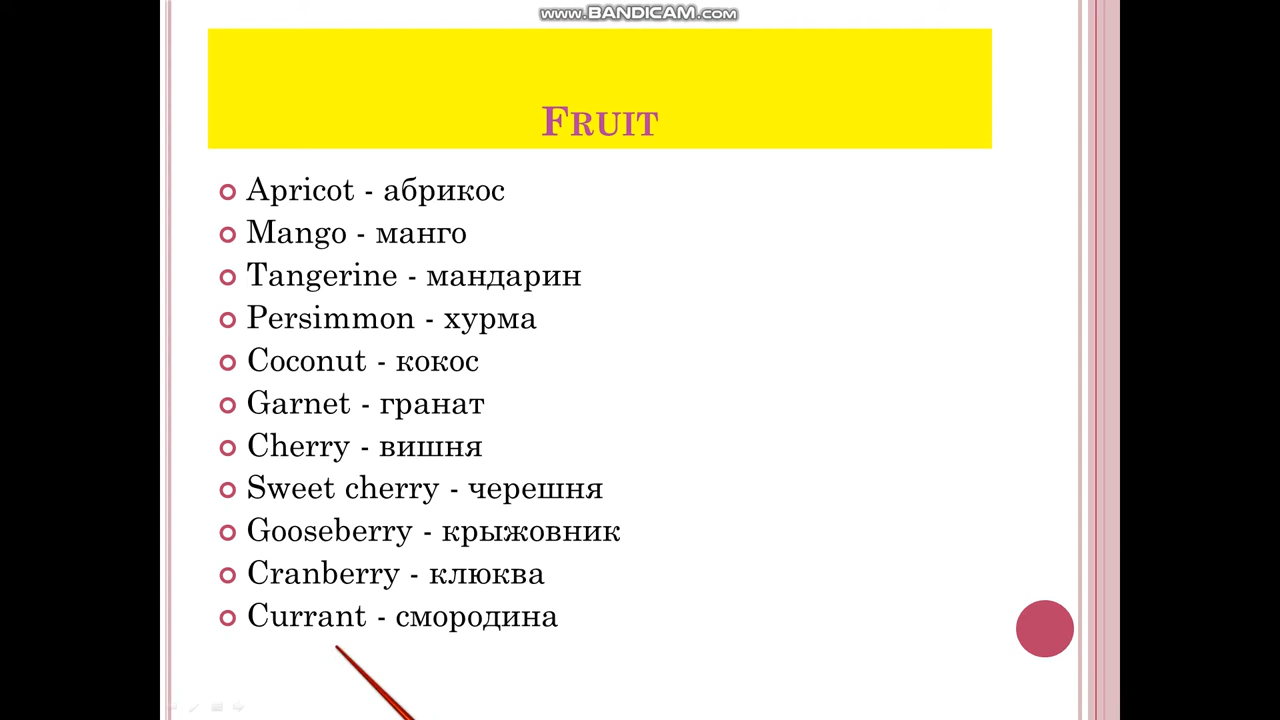 www.BANDICAM.com
FRUIT
Apricot - абрикос
Mango - манго
Tangerine - мандарин
Persimmon - хурма
Coconut - кокос
Garnet - гранат
Cherry - вишня
Sweet cherry - черешня
Gooseberry - крыжовник
Cranberry - клюква
Currant - смородина